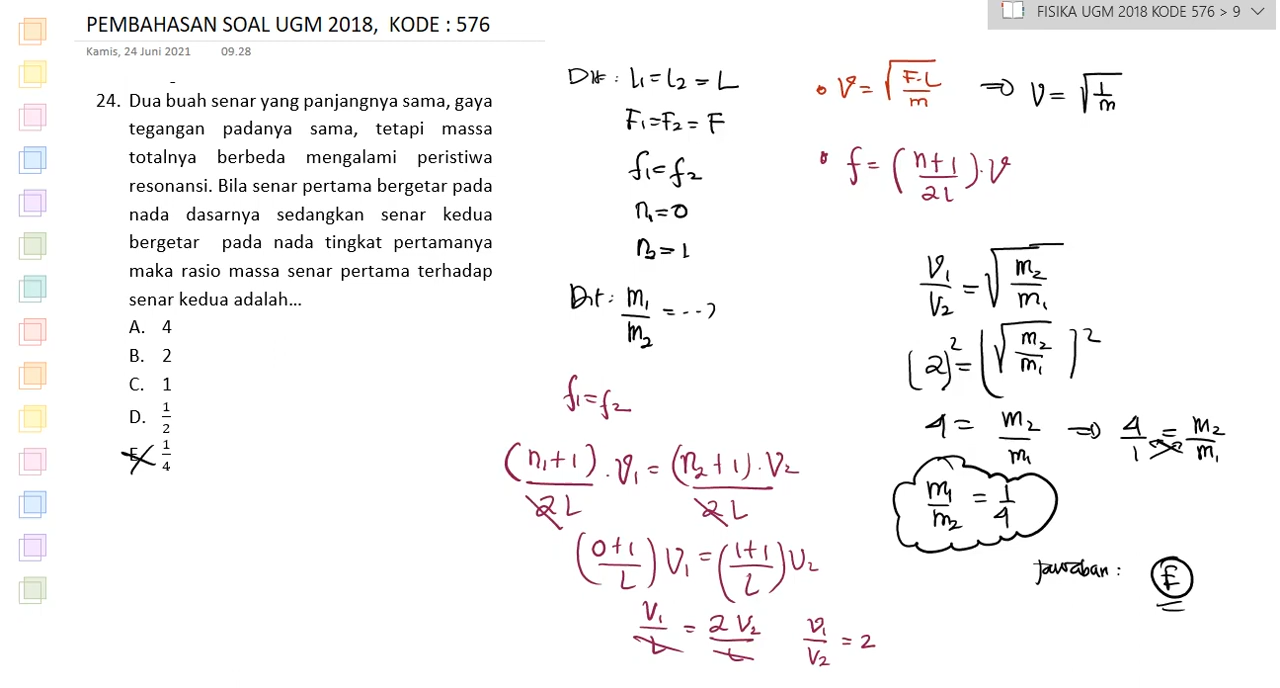 FISIKA UGM 2018 KODE 576 > 9
PEMBAHASAN SOAL UGM 2018, KODE : 576
Kamis, 24 Juni 2021 09.28
24. Dua buah senar yang panjangnya sama, gaya
tegangan padanya sama, tetapi massa
totalnya berbeda mengalami peristiwa
resonansi. Bila senar pertama bergetar pada
nada dasarnya sedangkan senar kedua
bergetar pada nada tingkat pertamanya
maka rasio massa senar pertama terhadap
senar kedua adalah...
A. 4
B. 2
C. 1
D. 1/2
E. 1/4
Dit : L₁ = L₂ = L
F₁ = F₂ = F
f₁ = f₂
n₁ = 0
n₂ = 1
Dit : m₁/m₂ = ...?
f₁ = f₂
(n₁+1)/2L . v₁ = (n₂+1)/2L . v₂
((0+1)/L) v₁ = ((1+1)/L) v₂
v₁/L = 2v₂/L v₁/v₂ = 2
• v = √(F.L/m) ⇒ v = √(1/m)
• f = ((n+1)/2L) . v
v₁/v₂ = √(m₂/m₁)
(2)² = (√(m₂/m₁))²
4 = m₂/m₁ ⇒ 4/1 = m₂/m₁
m₁/m₂ = 1/4
Jawaban : E